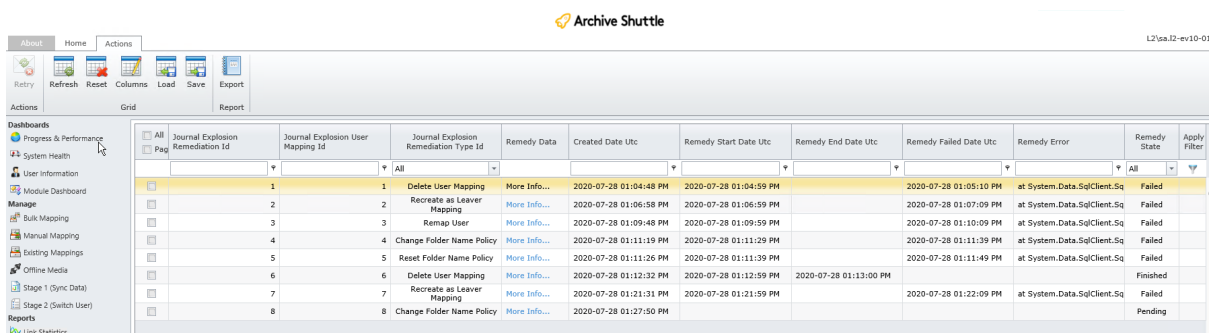 Archive Shuttle
L2\sa.l2-ev10-01
About Home Actions
Retry Refresh Reset Columns Load Save Export
Actions Grid Report
Dashboards
Progress & Performance
System Health
User Information
Module Dashboard
Manage
Bulk Mapping
Manual Mapping
Existing Mappings
Offline Media
Stage 1 (Sync Data)
Stage 2 (Switch User)
Reports
Link Statistics
All
Pag
Journal Explosion
Remediation Id
Journal Explosion User
Mapping Id
Journal Explosion
Remediation Type Id
Remedy Data
Created Date Utc
Remedy Start Date Utc
Remedy End Date Utc
Remedy Failed Date Utc
Remedy Error
Remedy
State
Apply
Filter
All All
1 1 Delete User Mapping More Info... 2020-07-28 01:04:48 PM 2020-07-28 01:04:59 PM 2020-07-28 01:05:10 PM at System.Data.SqlClient.Sq Failed
2 2 Recreate as Leaver
Mapping More Info... 2020-07-28 01:06:58 PM 2020-07-28 01:06:59 PM 2020-07-28 01:07:09 PM at System.Data.SqlClient.Sq Failed
3 3 Remap User More Info... 2020-07-28 01:09:48 PM 2020-07-28 01:09:59 PM 2020-07-28 01:10:09 PM at System.Data.SqlClient.Sq Failed
4 4 Change Folder Name Policy More Info... 2020-07-28 01:11:19 PM 2020-07-28 01:11:29 PM 2020-07-28 01:11:39 PM at System.Data.SqlClient.Sq Failed
5 5 Reset Folder Name Policy More Info... 2020-07-28 01:11:26 PM 2020-07-28 01:11:39 PM 2020-07-28 01:11:49 PM at System.Data.SqlClient.Sq Failed
6 6 Delete User Mapping More Info... 2020-07-28 01:12:32 PM 2020-07-28 01:12:59 PM 2020-07-28 01:13:00 PM Finished
7 7 Recreate as Leaver
Mapping More Info... 2020-07-28 01:21:31 PM 2020-07-28 01:21:59 PM 2020-07-28 01:22:09 PM at System.Data.SqlClient.Sq Failed
8 8 Change Folder Name Policy More Info... 2020-07-28 01:27:50 PM Pending